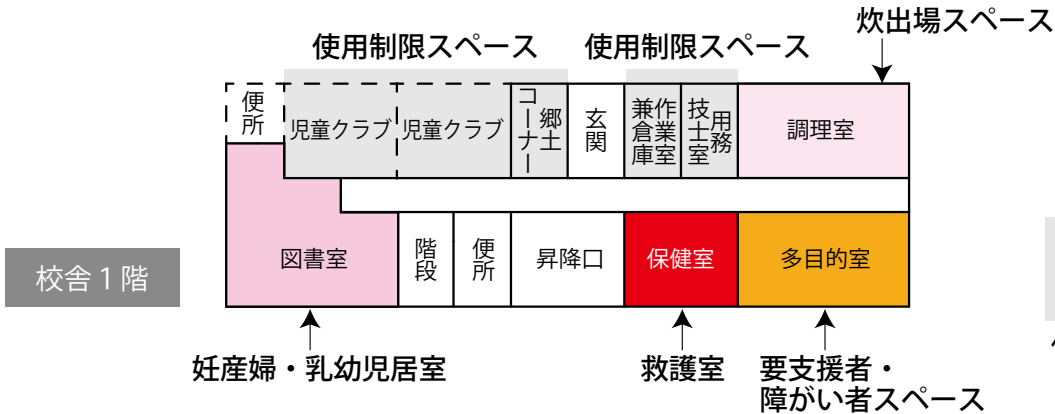 炊出場スペース
使用制限スペース
使用制限スペース
便所
児童クラブ
児童クラブ
郷土
コーナー
玄関
作業室
兼倉庫
用務
技士室
調理室
校舎1階
図書室
階段
便所
昇降口
保健室
多目的室
妊産婦・乳幼児居室
救護室
要支援者・
障がい者スペース